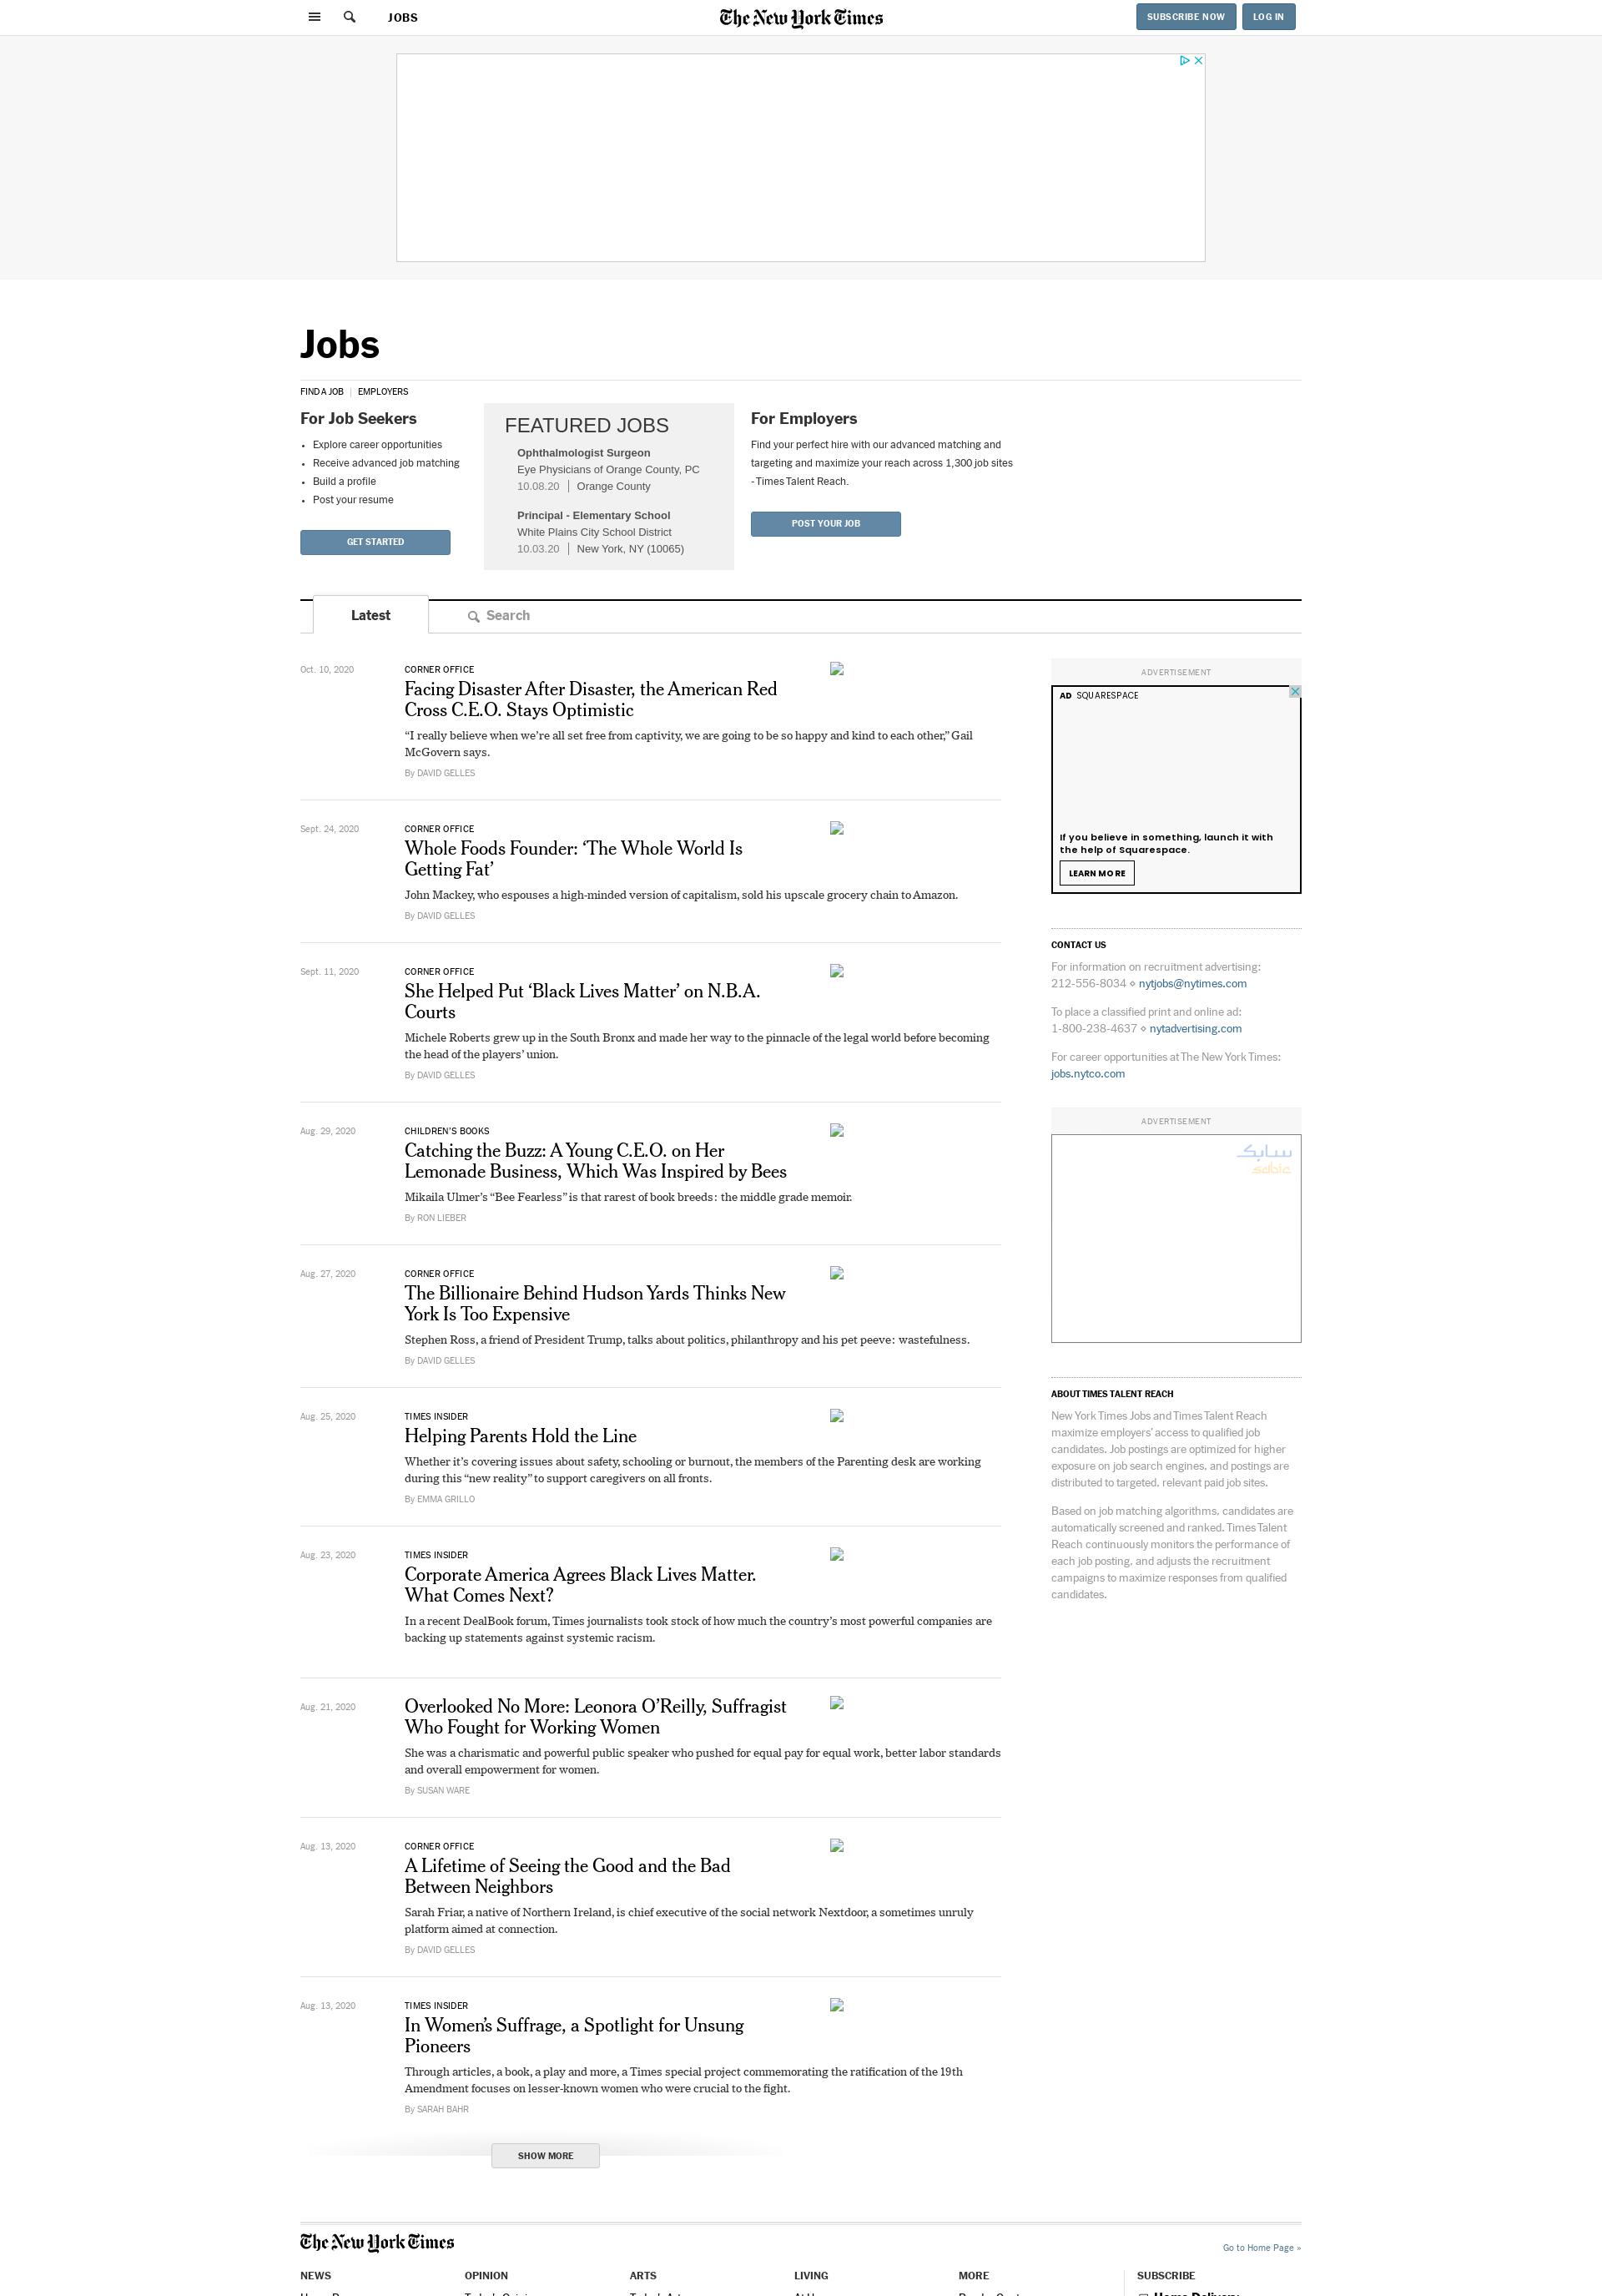 JOBS
The New York Times
SUBSCRIBE NOW
LOG IN
Jobs
FIND A JOB | EMPLOYERS
For Job Seekers
• Explore career opportunities
• Receive advanced job matching
• Build a profile
• Post your resume
GET STARTED
FEATURED JOBS
Ophthalmologist Surgeon
Eye Physicians of Orange County, PC
10.08.20 | Orange County
Principal - Elementary School
White Plains City School District
10.03.20 | New York, NY (10065)
For Employers
Find your perfect hire with our advanced matching and
targeting and maximize your reach across 1,300 job sites
- Times Talent Reach.
POST YOUR JOB
Latest
Search
Oct. 10, 2020
CORNER OFFICE
Facing Disaster After Disaster, the American Red
Cross C.E.O. Stays Optimistic
“I really believe when we’re all set free from captivity, we are going to be so happy and kind to each other,” Gail
McGovern says.
By DAVID GELLES
Sept. 24, 2020
CORNER OFFICE
Whole Foods Founder: ‘The Whole World Is
Getting Fat’
John Mackey, who espouses a high-minded version of capitalism, sold his upscale grocery chain to Amazon.
By DAVID GELLES
Sept. 11, 2020
CORNER OFFICE
She Helped Put ‘Black Lives Matter’ on N.B.A.
Courts
Michele Roberts grew up in the South Bronx and made her way to the pinnacle of the legal world before becoming
the head of the players’ union.
By DAVID GELLES
Aug. 29, 2020
CHILDREN’S BOOKS
Catching the Buzz: A Young C.E.O. on Her
Lemonade Business, Which Was Inspired by Bees
Mikaila Ulmer’s “Bee Fearless” is that rarest of book breeds: the middle grade memoir.
By RON LIEBER
Aug. 27, 2020
CORNER OFFICE
The Billionaire Behind Hudson Yards Thinks New
York Is Too Expensive
Stephen Ross, a friend of President Trump, talks about politics, philanthropy and his pet peeve: wastefulness.
By DAVID GELLES
Aug. 25, 2020
TIMES INSIDER
Helping Parents Hold the Line
Whether it’s covering issues about safety, schooling or burnout, the members of the Parenting desk are working
during this “new reality” to support caregivers on all fronts.
By EMMA GRILLO
Aug. 23, 2020
TIMES INSIDER
Corporate America Agrees Black Lives Matter.
What Comes Next?
In a recent DealBook forum, Times journalists took stock of how much the country’s most powerful companies are
backing up statements against systemic racism.
Aug. 21, 2020
Overlooked No More: Leonora O’Reilly, Suffragist
Who Fought for Working Women
She was a charismatic and powerful public speaker who pushed for equal pay for equal work, better labor standards
and overall empowerment for women.
By SUSAN WARE
Aug. 13, 2020
CORNER OFFICE
A Lifetime of Seeing the Good and the Bad
Between Neighbors
Sarah Friar, a native of Northern Ireland, is chief executive of the social network Nextdoor, a sometimes unruly
platform aimed at connection.
By DAVID GELLES
Aug. 13, 2020
TIMES INSIDER
In Women’s Suffrage, a Spotlight for Unsung
Pioneers
Through articles, a book, a play and more, a Times special project commemorating the ratification of the 19th
Amendment focuses on lesser-known women who were crucial to the fight.
By SARAH BAHR
SHOW MORE
ADVERTISEMENT
AD SQUARESPACE
If you believe in something, launch it with
the help of Squarespace.
LEARN MORE
CONTACT US
For information on recruitment advertising:
212-556-8034 ⋄ nytjobs@nytimes.com
To place a classified print and online ad:
1-800-238-4637 ⋄ nytadvertising.com
For career opportunities at The New York Times:
jobs.nytco.com
ADVERTISEMENT
سابك
sabic
ABOUT TIMES TALENT REACH
New York Times Jobs and Times Talent Reach
maximize employers’ access to qualified job
candidates. Job postings are optimized for higher
exposure on job search engines, and postings are
distributed to targeted, relevant paid job sites.
Based on job matching algorithms, candidates are
automatically screened and ranked. Times Talent
Reach continuously monitors the performance of
each job posting, and adjusts the recruitment
campaigns to maximize responses from qualified
candidates.
The New York Times
Go to Home Page »
NEWS
OPINION
ARTS
LIVING
MORE
SUBSCRIBE